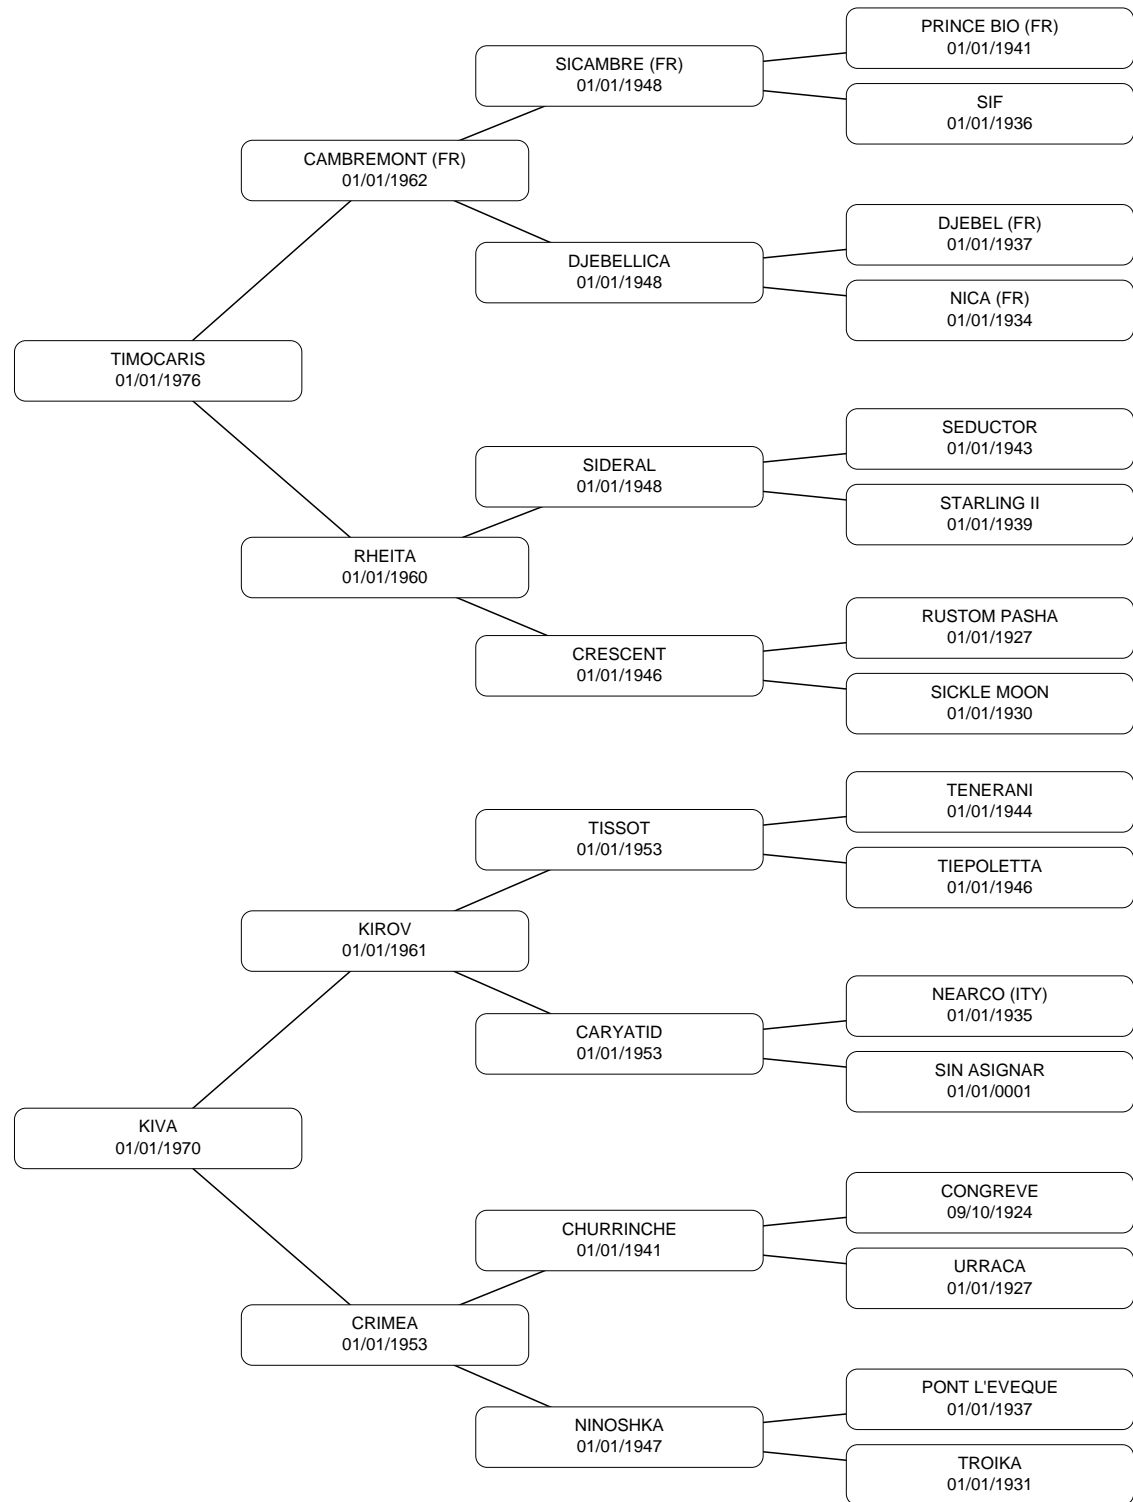 PRINCE BIO (FR)
01/01/1941
SICAMBRE (FR)
01/01/1948
SIF
01/01/1936
CAMBREMONT (FR)
01/01/1962
DJEBEL (FR)
01/01/1937
DJEBELLICA
01/01/1948
NICA (FR)
01/01/1934
TIMOCARIS
01/01/1976
SEDUCTOR
01/01/1943
SIDERAL
01/01/1948
STARLING II
01/01/1939
RHEITA
01/01/1960
RUSTOM PASHA
01/01/1927
CRESCENT
01/01/1946
SICKLE MOON
01/01/1930
TENERANI
01/01/1944
TISSOT
01/01/1953
TIEPOLETTA
01/01/1946
KIROV
01/01/1961
NEARCO (ITY)
01/01/1935
CARYATID
01/01/1953
SIN ASIGNAR
01/01/0001
KIVA
01/01/1970
CONGREVE
09/10/1924
CHURRINCHE
01/01/1941
URRACA
01/01/1927
CRIMEA
01/01/1953
PONT L'EVEQUE
01/01/1937
NINOSHKA
01/01/1947
TROIKA
01/01/1931